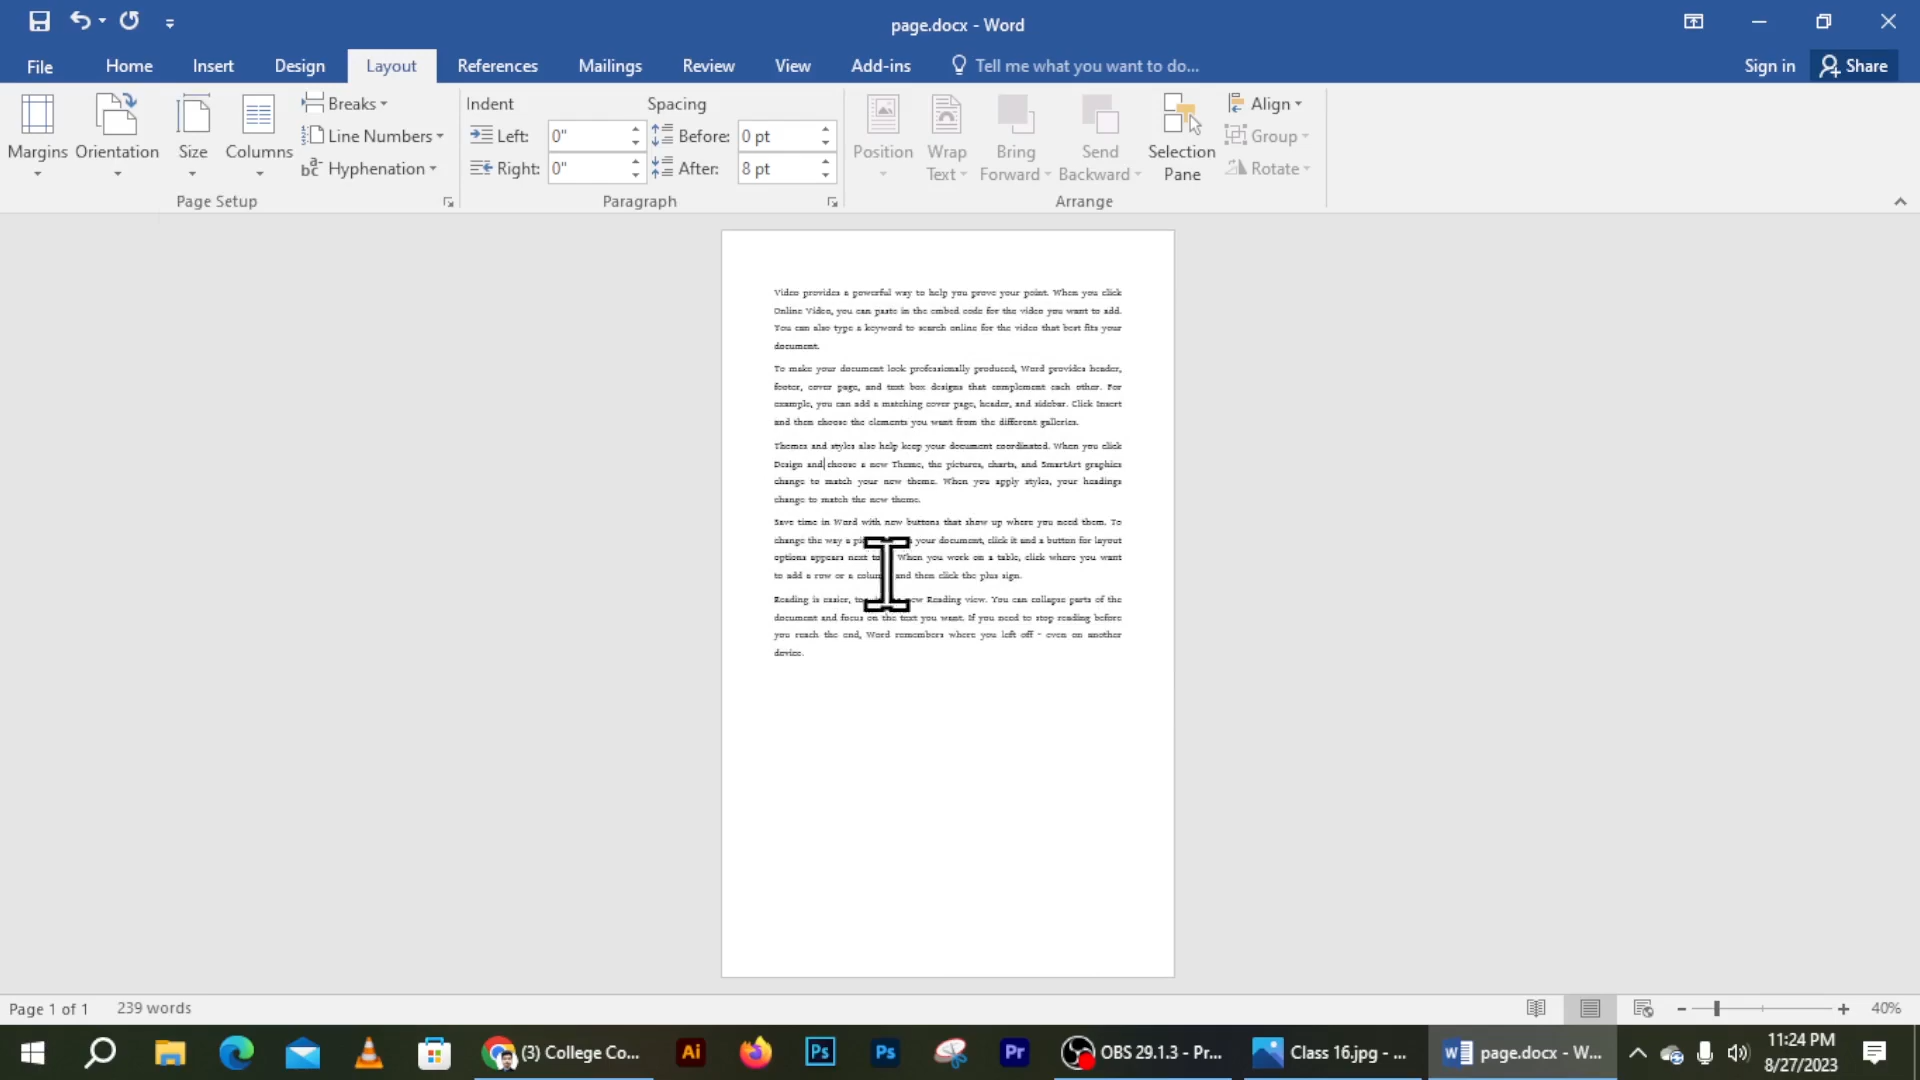 page.docx - Word
File Home Insert Design Layout References Mailings Review View Add-ins Tell me what you want to do... Sign in Share
Margins Orientation Size Columns
Breaks
Line Numbers
Hyphenation
Page Setup
Indent Spacing
Left: 0" Before: 0 pt
Right: 0" After: 8 pt
Paragraph
Position Wrap Text Bring Forward Send Backward Selection Pane
Align
Group
Rotate
Arrange
Video provides a powerful way to help you prove your point. When you click
Online Video, you can paste in the embed code for the video you want to add.
You can also type a keyword to search online for the video that best fits your
document.
To make your document look professionally produced, Word provides header,
footer, cover page, and text box designs that complement each other. For
example, you can add a matching cover page, header, and sidebar. Click Insert
and then choose the elements you want from the different galleries.
Themes and styles also help keep your document coordinated. When you click
Design and choose a new Theme, the pictures, charts, and SmartArt graphics
change to match your new theme. When you apply styles, your headings
change to match the new theme.
Save time in Word with new buttons that show up where you need them. To
change the way a your document, click it and a button for layout
options appears next When you work on a table, click where you want
to add a row or a and then click the plus sign.
Reading is easier, new Reading view. You can collapse parts of the
document and focus on the text you want. If you need to stop reading before
you reach the end, Word remembers where you left off - even on another
device.
Page 1 of 1 239 words 40%
(3) College Co... Ai Ps Ps Pr OBS 29.1.3 - Pr... Class 16.jpg - ... page.docx - W...
11:24 PM
8/27/2023